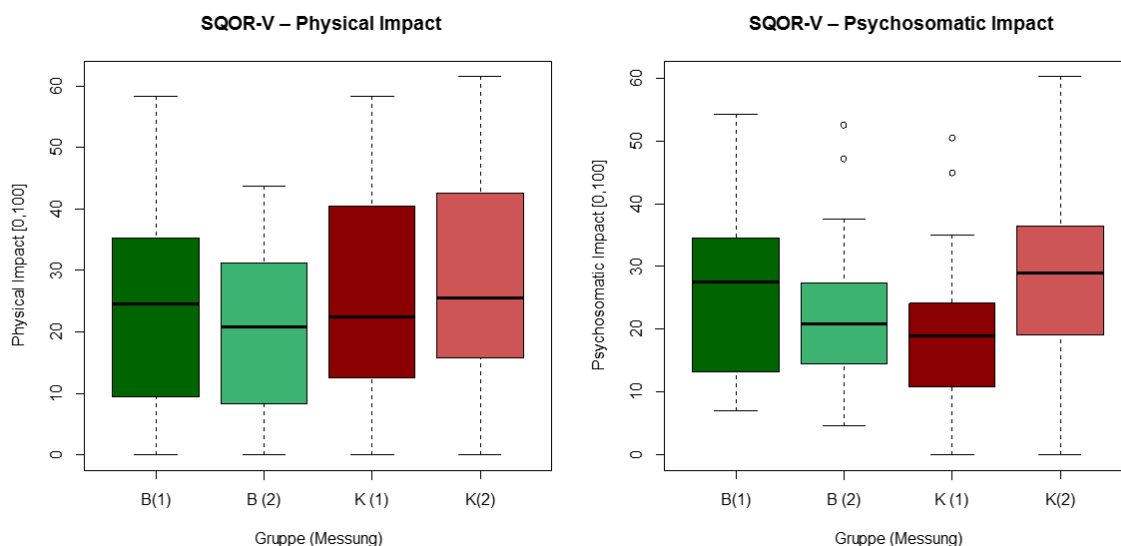 SQOR-V – Physical Impact
Physical Impact [0,100]
60
50
40
30
20
10
0
B(1) B (2) K (1) K(2)
Gruppe (Messung)
SQOR-V – Psychosomatic Impact
Psychosomatic Impact [0,100]
60
50
40
30
20
10
0
B(1) B (2) K (1) K(2)
Gruppe (Messung)